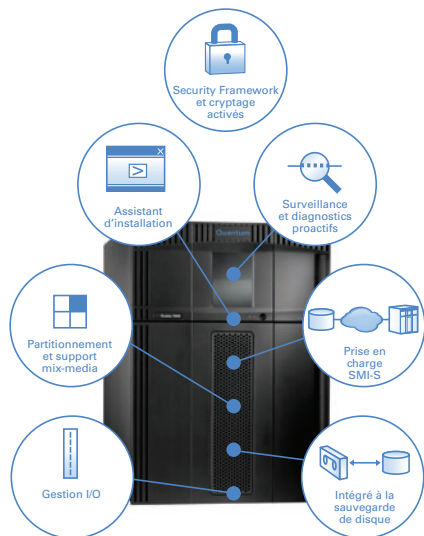 Security Framework
et cryptage
activés
Assistant
d'installation
Surveillance
et diagnostics
proactifs
Quantum
Partitionnement
et support
mix-media
Prise en
charge
SMI-S
Gestion I/O
Intégré à la
sauvegarde
de disque